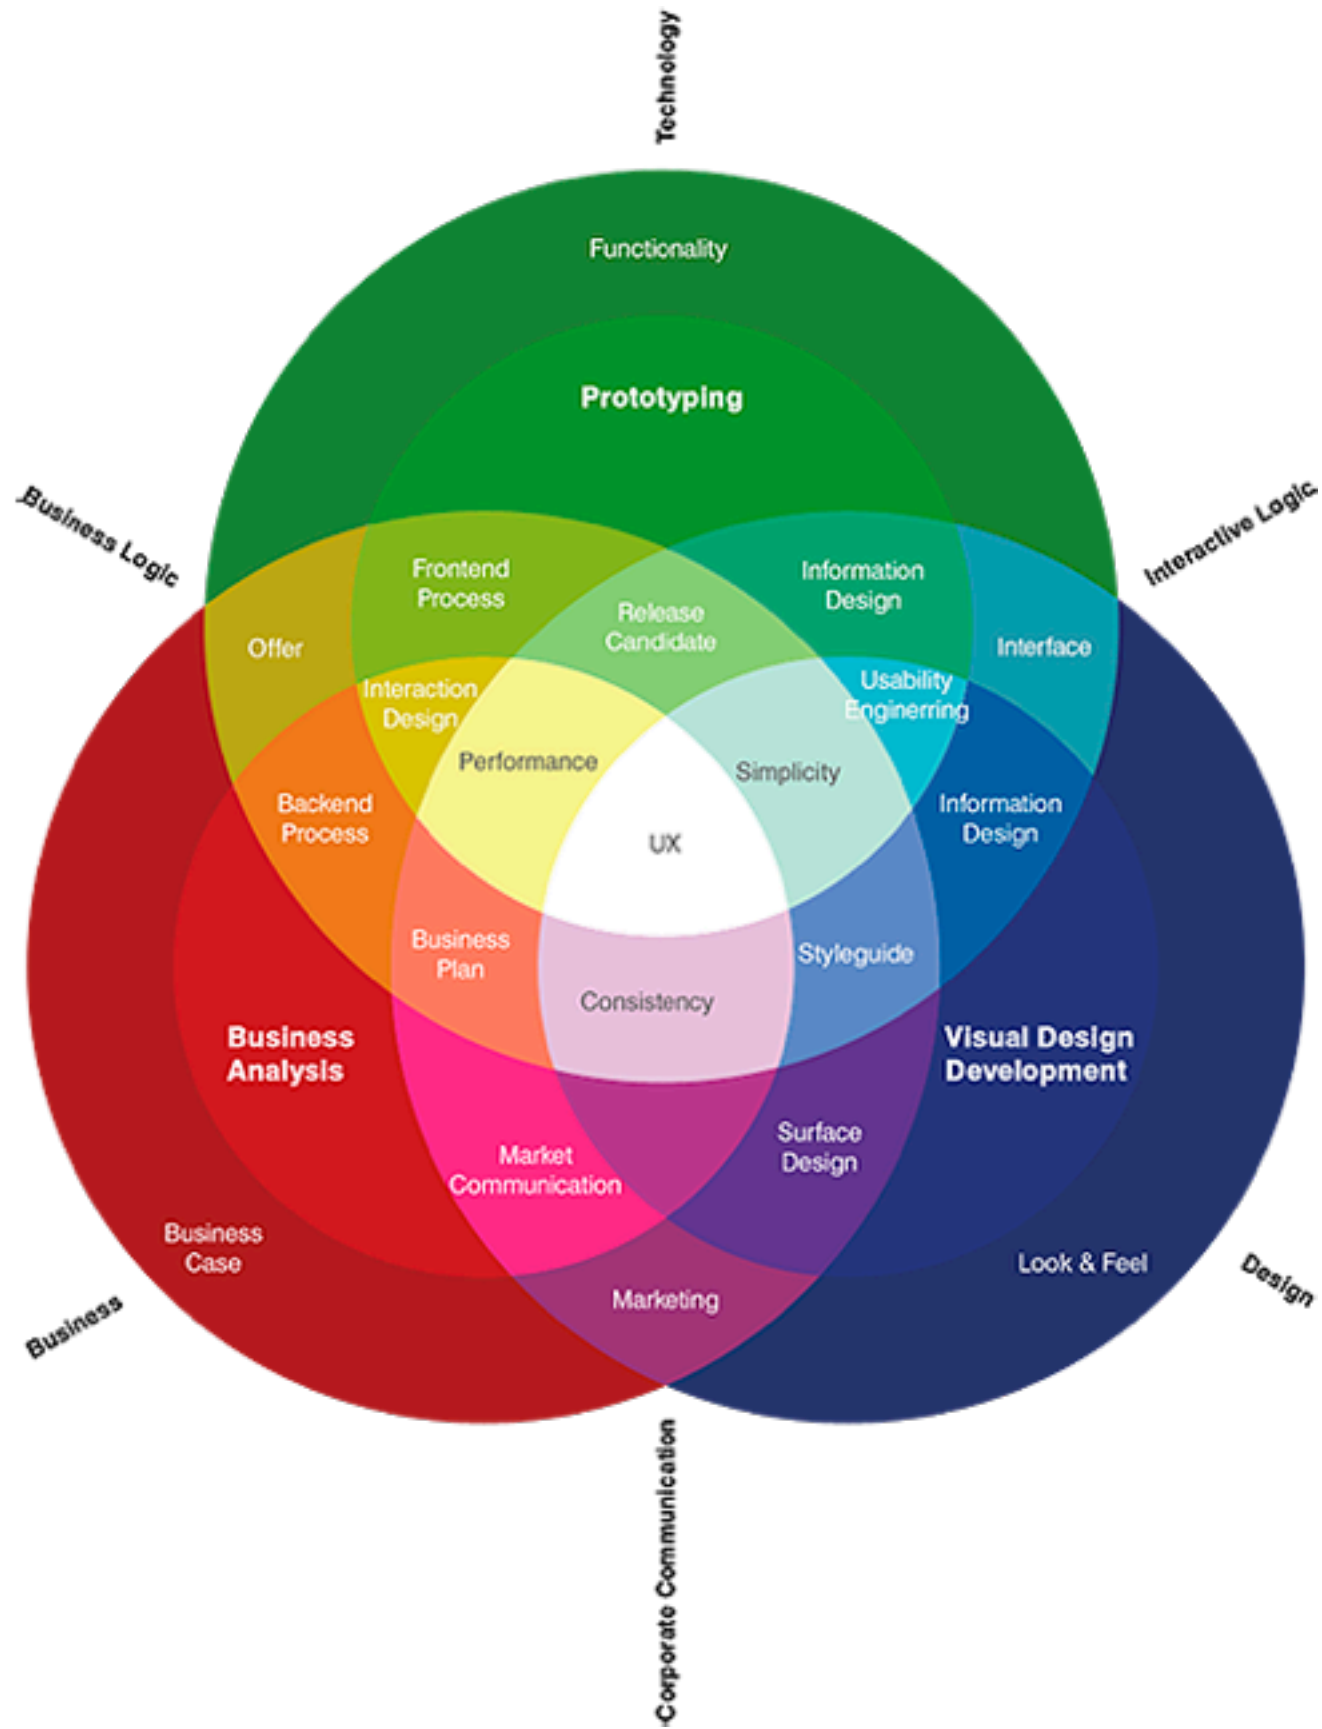 Technology
Functionality
Prototyping
Business Logic
Interactive Logic
Frontend
Process
Information
Design
Release
Candidate
Offer
Interface
Interaction
Design
Usability
Enginerring
Performance
Simplicity
Backend
Process
Information
Design
UX
Business
Plan
Styleguide
Consistency
Business
Analysis
Visual Design
Development
Surface
Design
Market
Communication
Business
Case
Look & Feel
Marketing
Business
Design
Corporate Communication